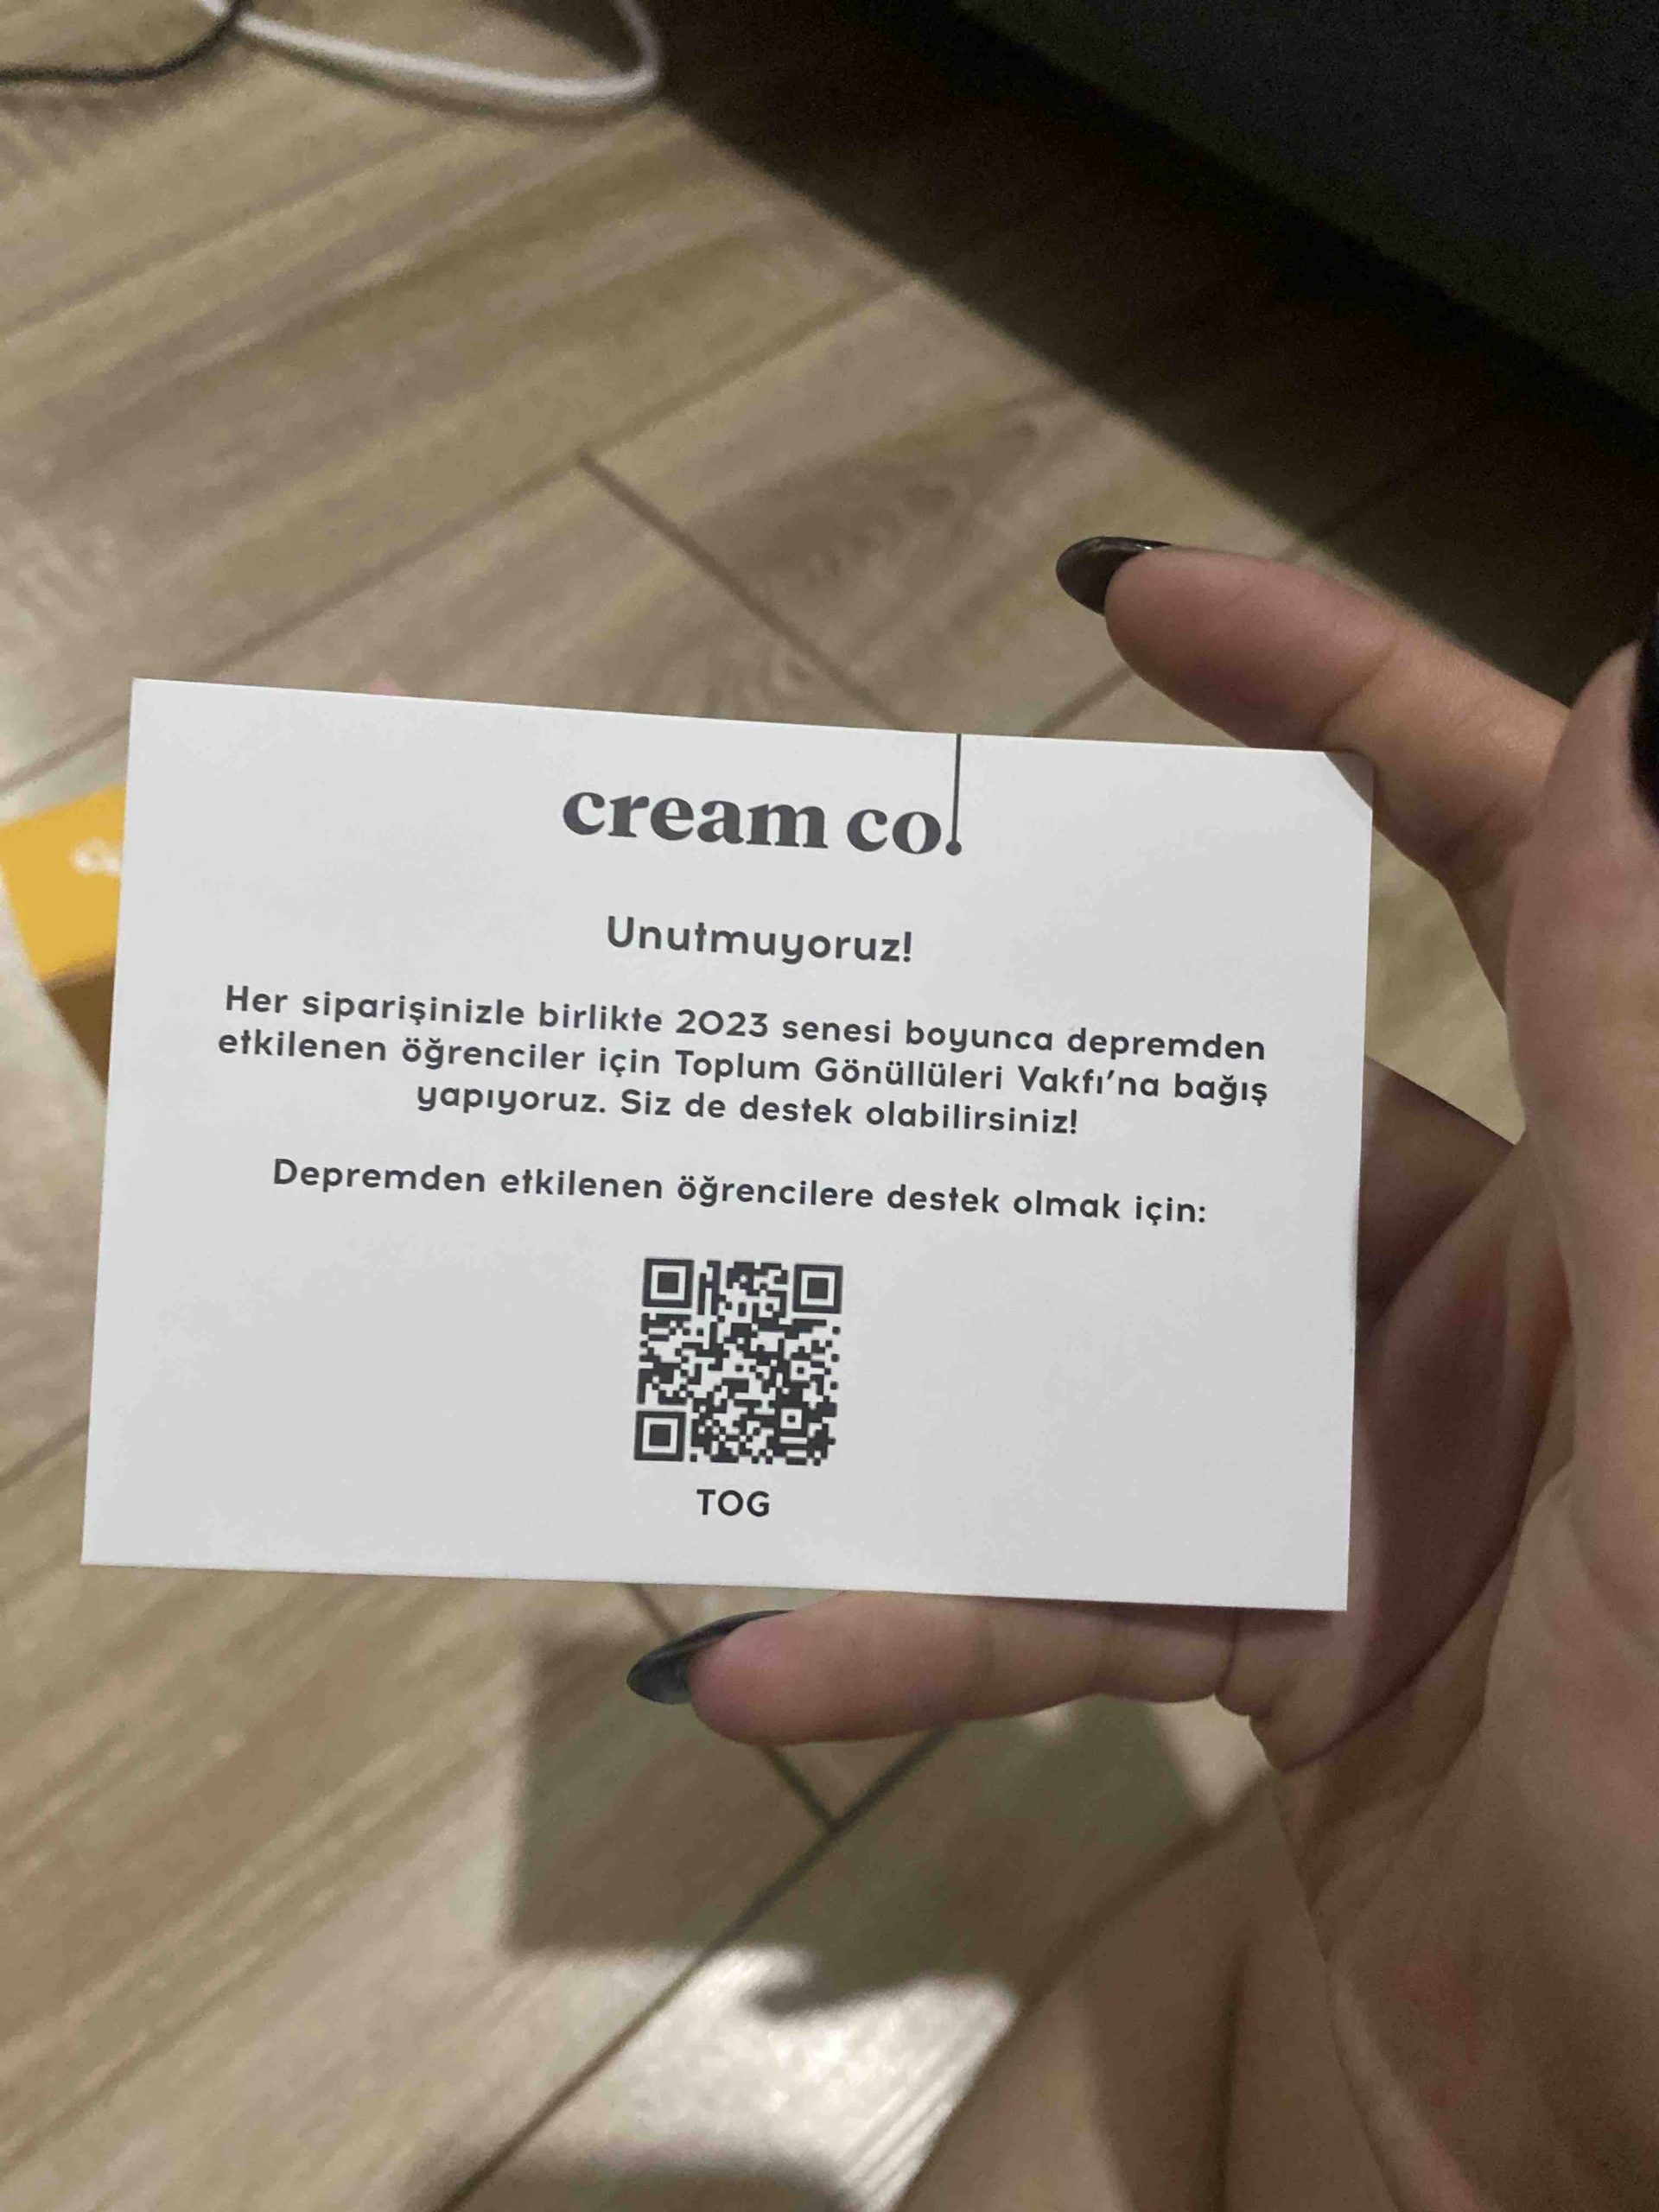 cream co.
Unutmuyoruz!
Her siparişinizle birlikte 2023 senesi boyunca depremden
etkilenen öğrenciler için Toplum Gönüllüleri Vakfı'na bağış
yapıyoruz. Siz de destek olabilirsiniz!
Depremden etkilenen öğrencilere destek olmak için:
TOG